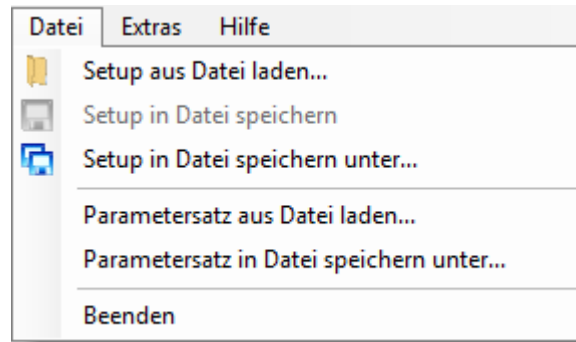 Datei Extras Hilfe
Setup aus Datei laden...
Setup in Datei speichern
Setup in Datei speichern unter...
Parametersatz aus Datei laden...
Parametersatz in Datei speichern unter...
Beenden